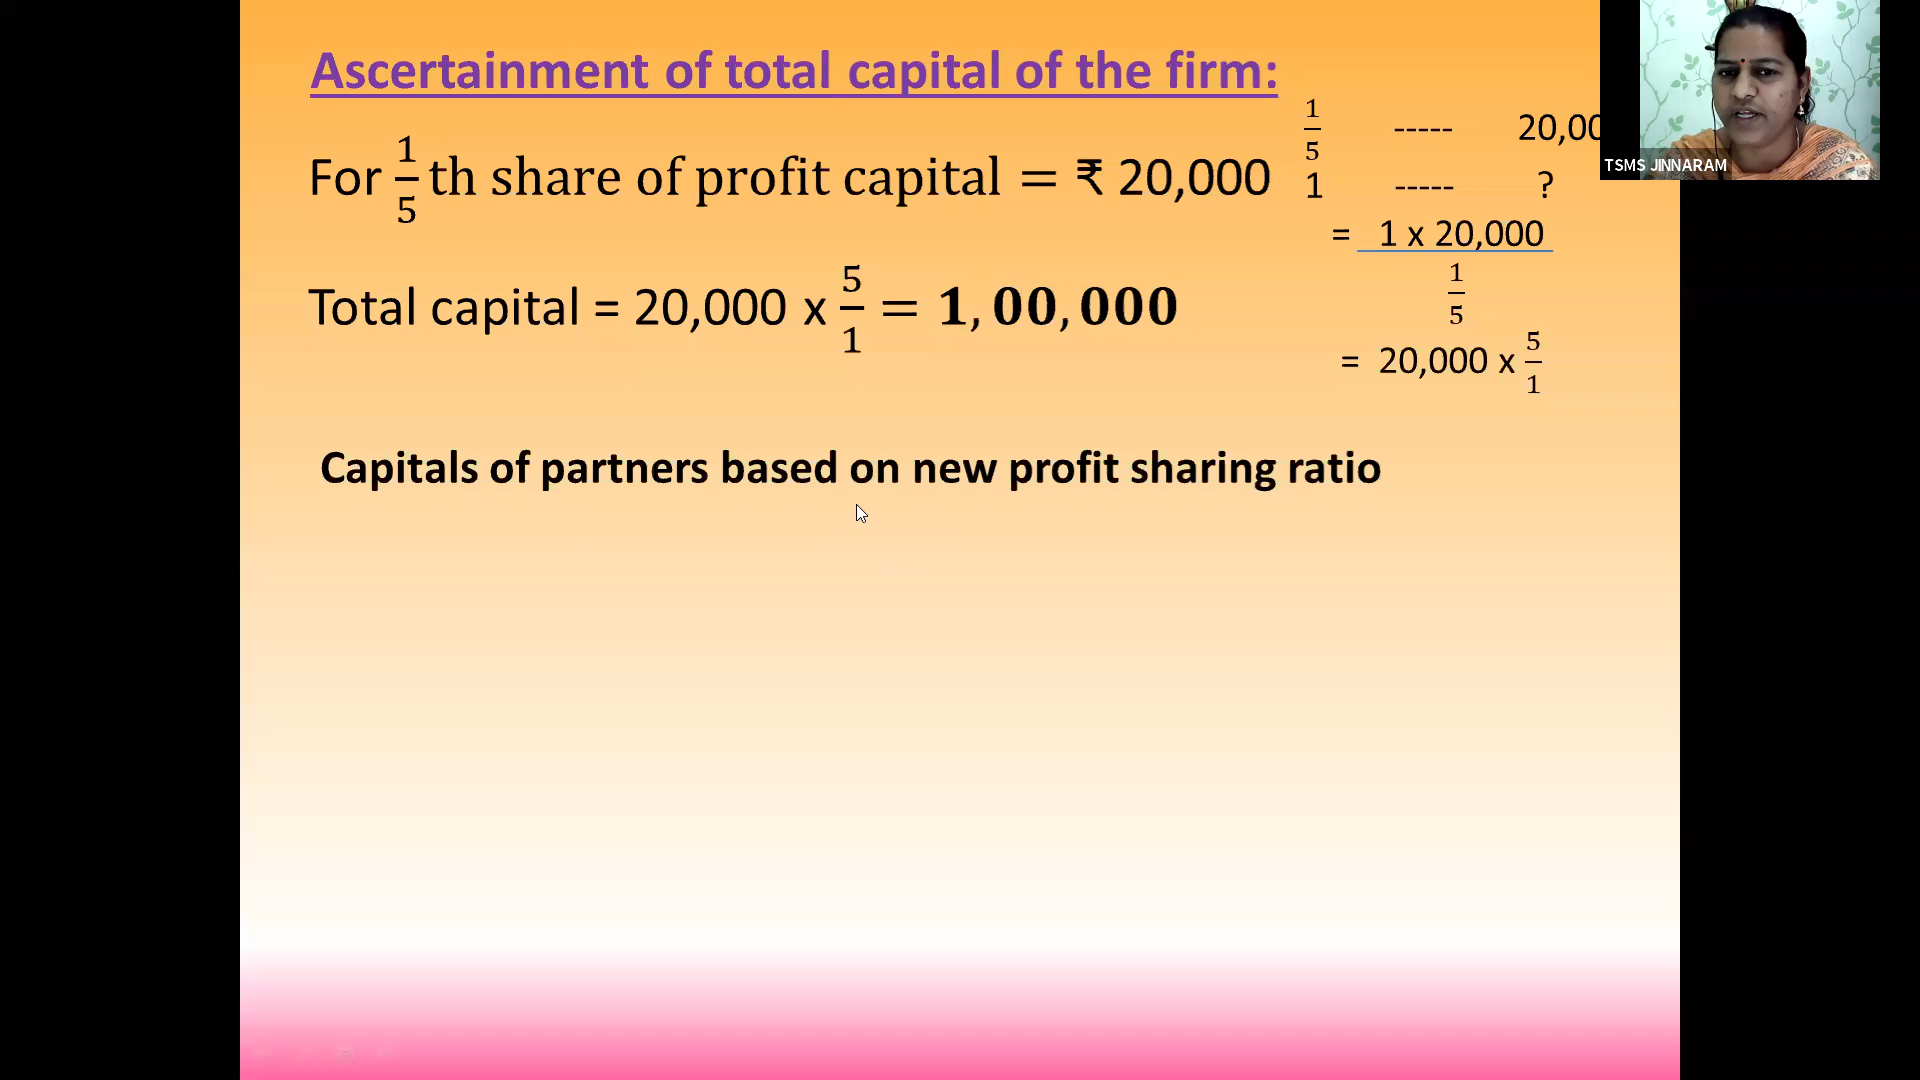 Ascertainment of total capital of the firm:
For 1/5 th share of profit capital = ₹ 20,000
Total capital = 20,000 x 5/1 = 1,00,000
1/5 ----- 20,00
1 ----- ?
= 1 x 20,000
1/5
= 20,000 x 5/1
TSMS JINNARAM
Capitals of partners based on new profit sharing ratio